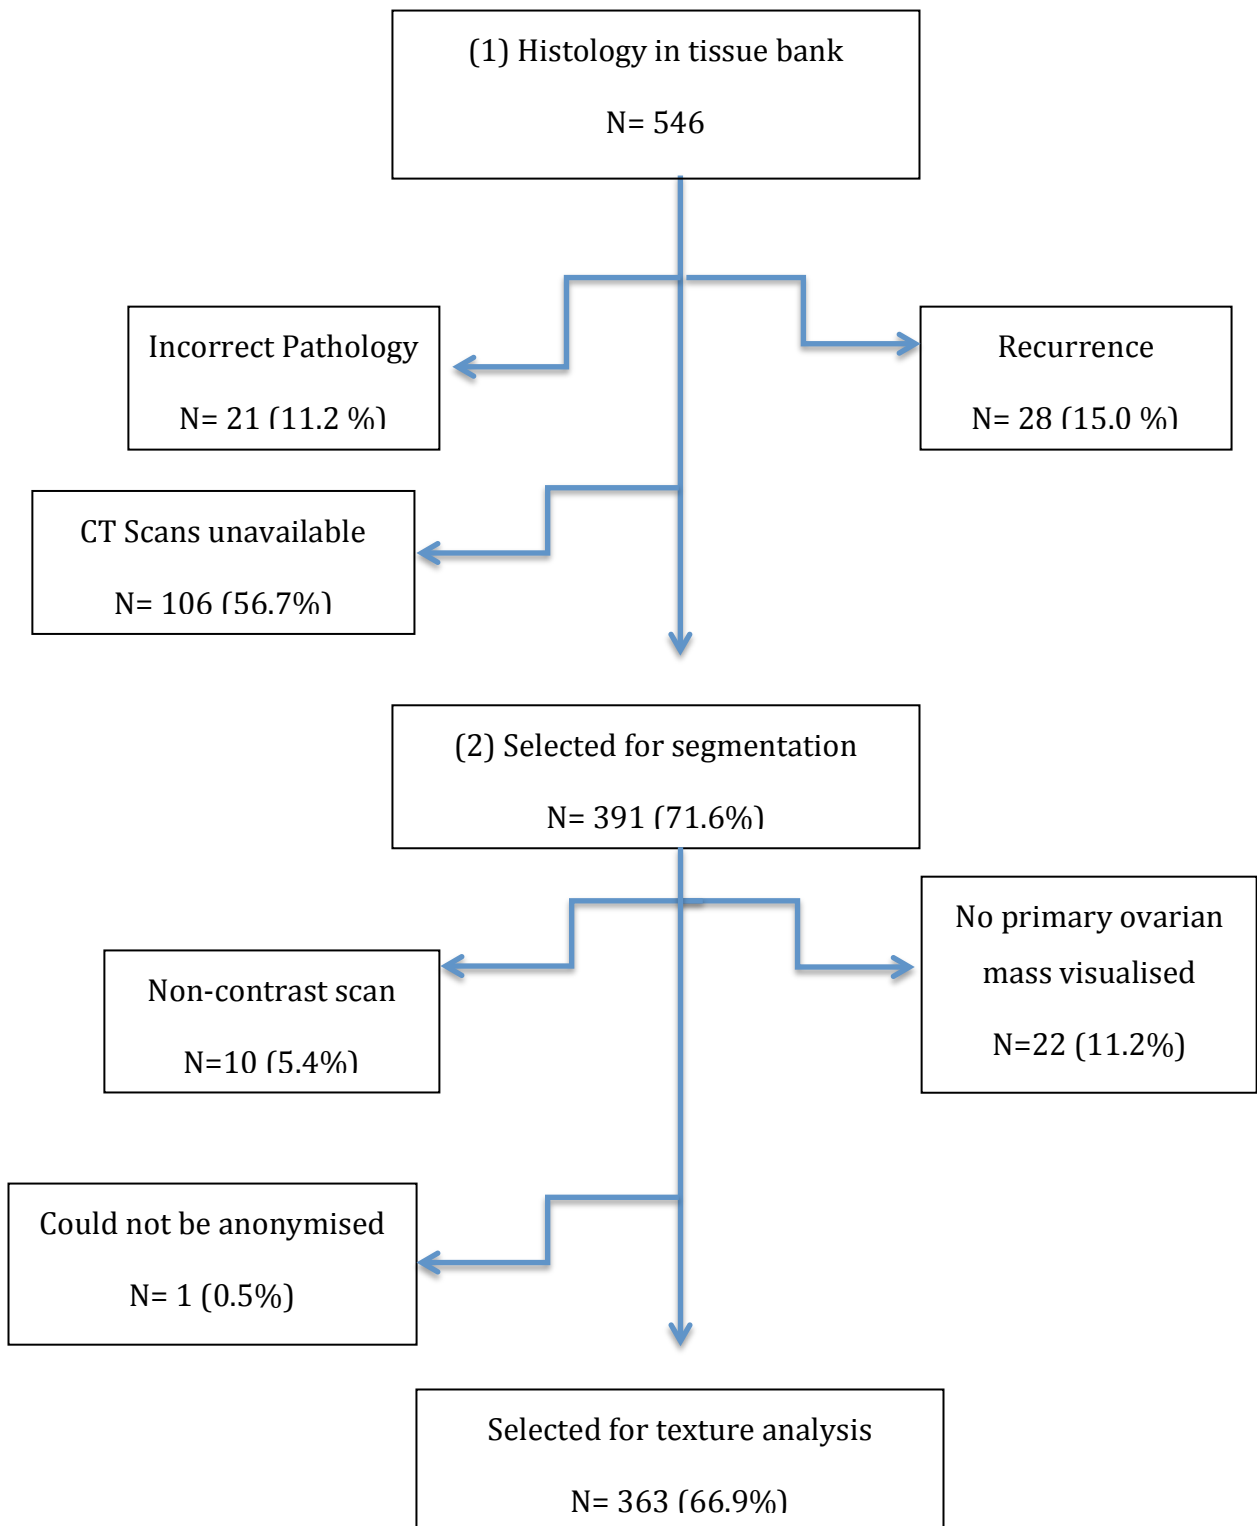 (1) Histology in tissue bank
N= 546
Incorrect Pathology
N= 21 (11.2 %)
Recurrence
N= 28 (15.0 %)
CT Scans unavailable
N= 106 (56.7%)
(2) Selected for segmentation
N= 391 (71.6%)
No primary ovarian
mass visualised
N=22 (11.2%)
Non-contrast scan
N=10 (5.4%)
Could not be anonymised
N= 1 (0.5%)
Selected for texture analysis
N= 363 (66.9%)